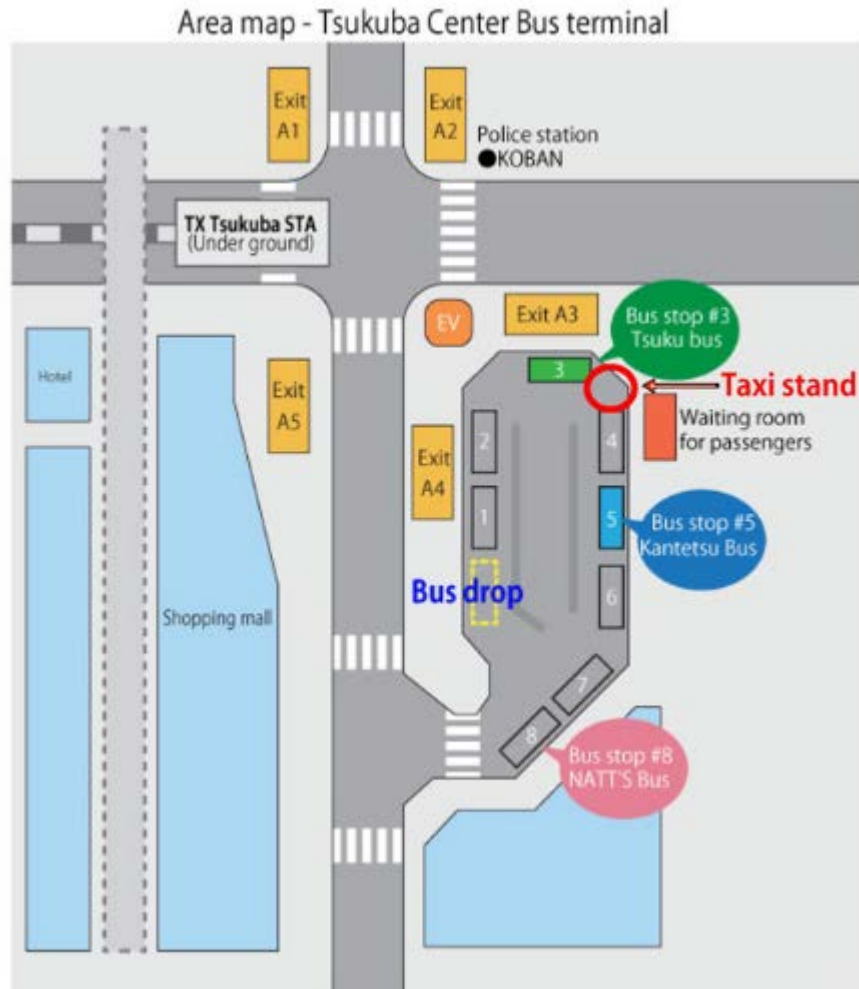 Area map - Tsukuba Center Bus terminal
Exit
A1
Exit
A2
Police station
●KOBAN
TX Tsukuba STA
(Under ground)
EV
Exit A3
Bus stop #3
Tsuku bus
3
Hotel
Exit
A5
Taxi stand
Waiting room
for passengers
2
4
Exit
A4
1
5
Bus stop #5
Kantetsu Bus
Bus drop
6
Shopping mall
7
8
Bus stop #8
NATT'S Bus